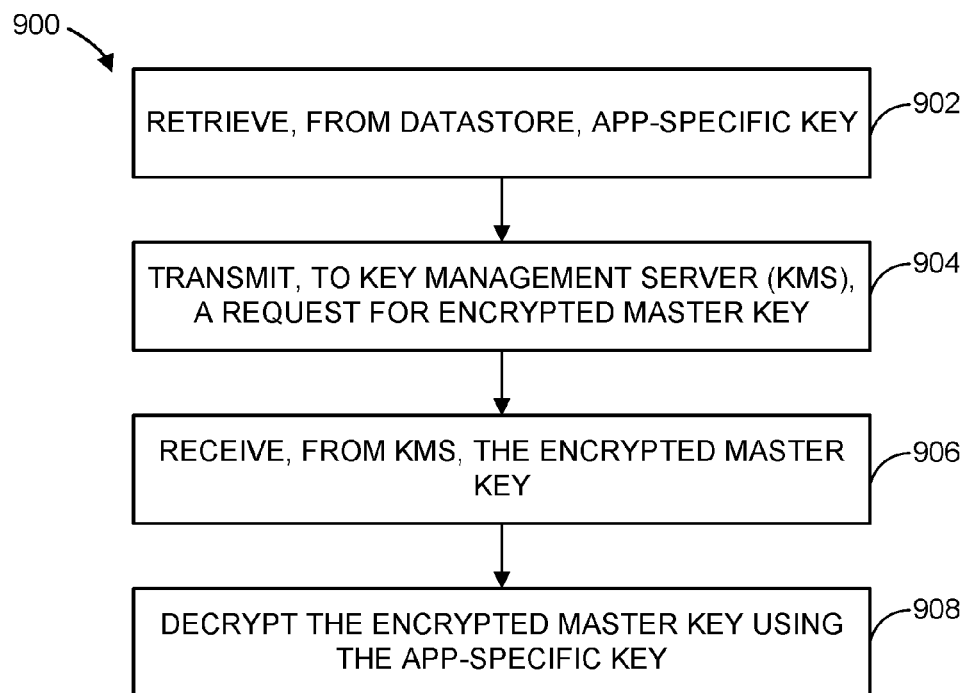 900
RETRIEVE, FROM DATASTORE, APP-SPECIFIC KEY
902
TRANSMIT, TO KEY MANAGEMENT SERVER (KMS),
A REQUEST FOR ENCRYPTED MASTER KEY
904
RECEIVE, FROM KMS, THE ENCRYPTED MASTER
KEY
906
DECRYPT THE ENCRYPTED MASTER KEY USING
THE APP-SPECIFIC KEY
908